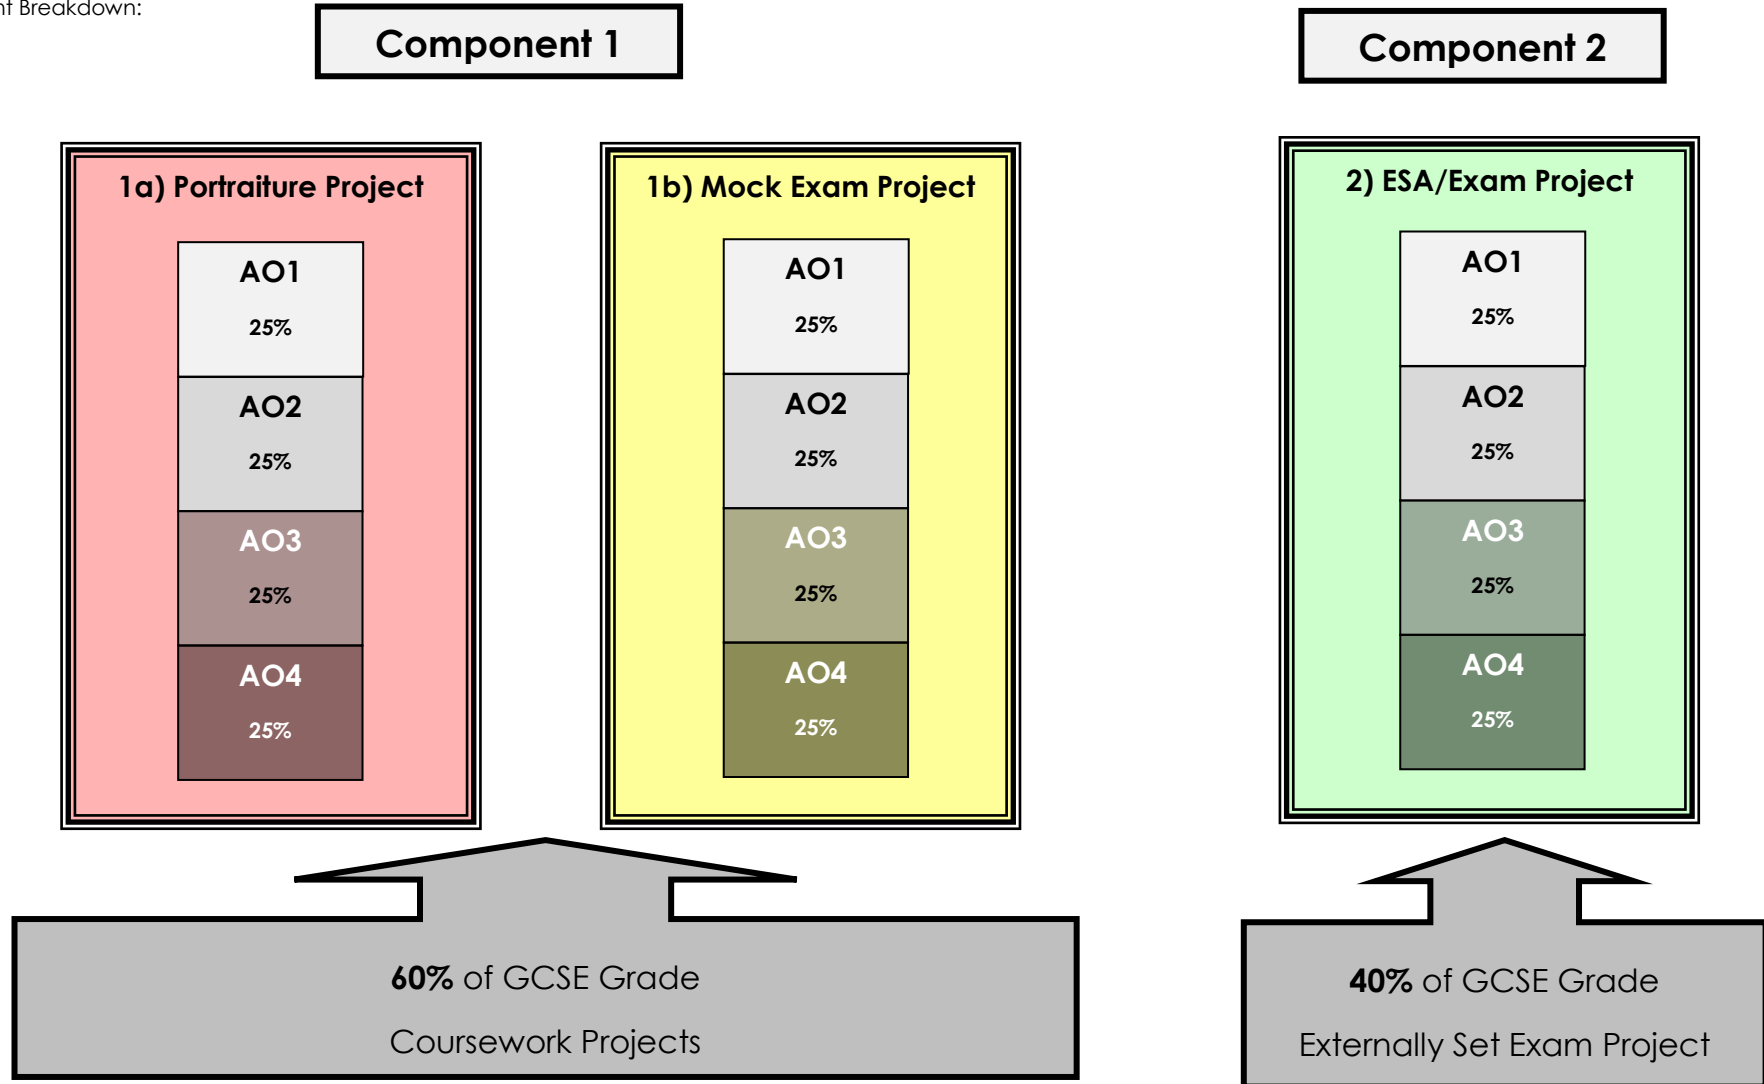 Breakdown:
Component 1
Component 2
1a) Portraiture Project
AO1
25%
AO2
25%
AO3
25%
AO4
25%
1b) Mock Exam Project
AO1
25%
AO2
25%
AO3
25%
AO4
25%
2) ESA/Exam Project
AO1
25%
AO2
25%
AO3
25%
AO4
25%
60% of GCSE Grade
Coursework Projects
40% of GCSE Grade
Externally Set Exam Project